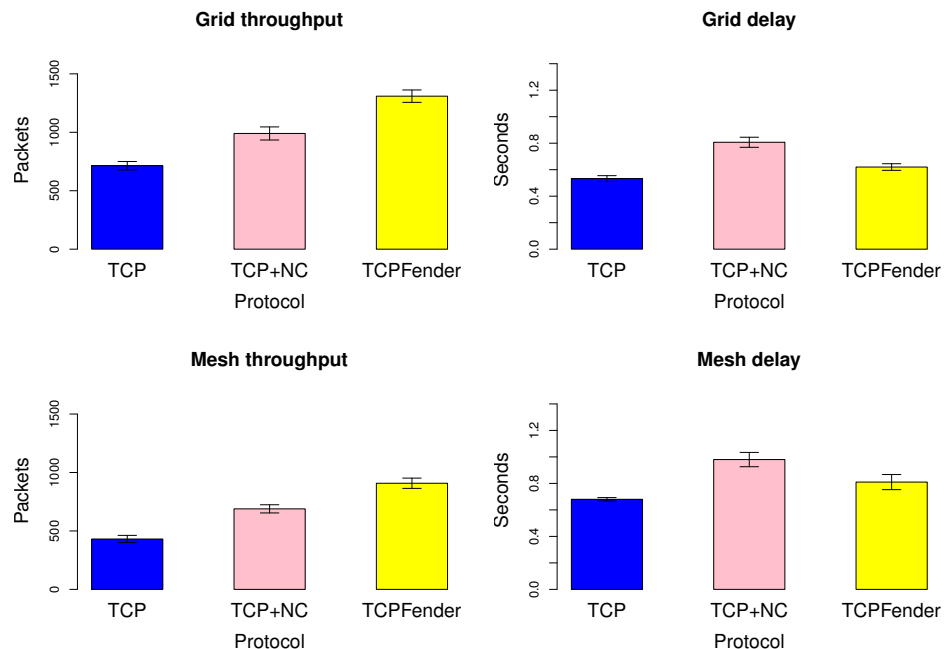 Grid throughput
Packets
1500
1000
500
0
TCP TCP+NC TCPFender
Protocol
Grid delay
Seconds
1.2
0.8
0.4
0.0
TCP TCP+NC TCPFender
Protocol
Mesh throughput
Packets
1500
1000
500
0
TCP TCP+NC TCPFender
Protocol
Mesh delay
Seconds
1.2
0.8
0.4
0.0
TCP TCP+NC TCPFender
Protocol